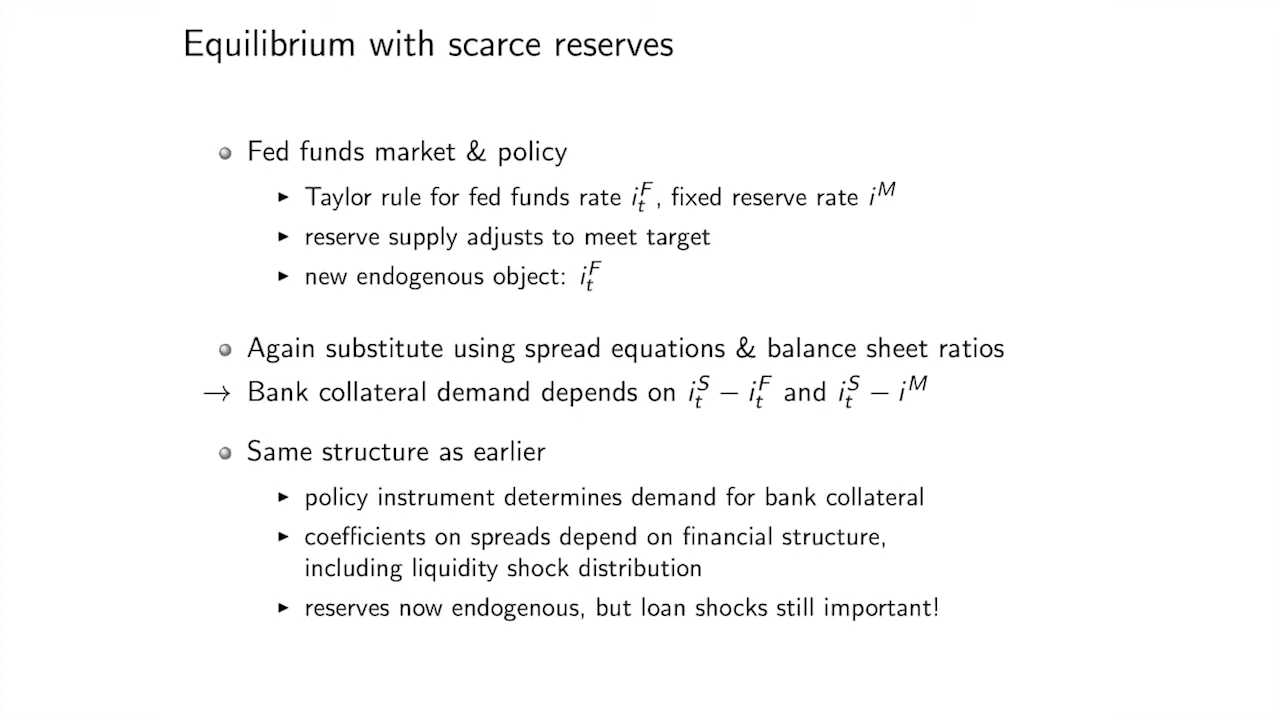 Equilibrium with scarce reserves
Fed funds market & policy
Taylor rule for fed funds rate $i_t^F$, fixed reserve rate $i^M$
reserve supply adjusts to meet target
new endogenous object: $i_t^F$
Again substitute using spread equations & balance sheet ratios
→ Bank collateral demand depends on $i_t^S - i_t^F$ and $i_t^S - i^M$
Same structure as earlier
policy instrument determines demand for bank collateral
coefficients on spreads depend on financial structure,
including liquidity shock distribution
reserves now endogenous, but loan shocks still important!